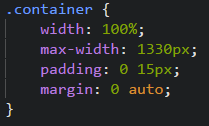 .container {
    width: 100%;
    max-width: 1330px;
    padding: 0 15px;
    margin: 0 auto;
}